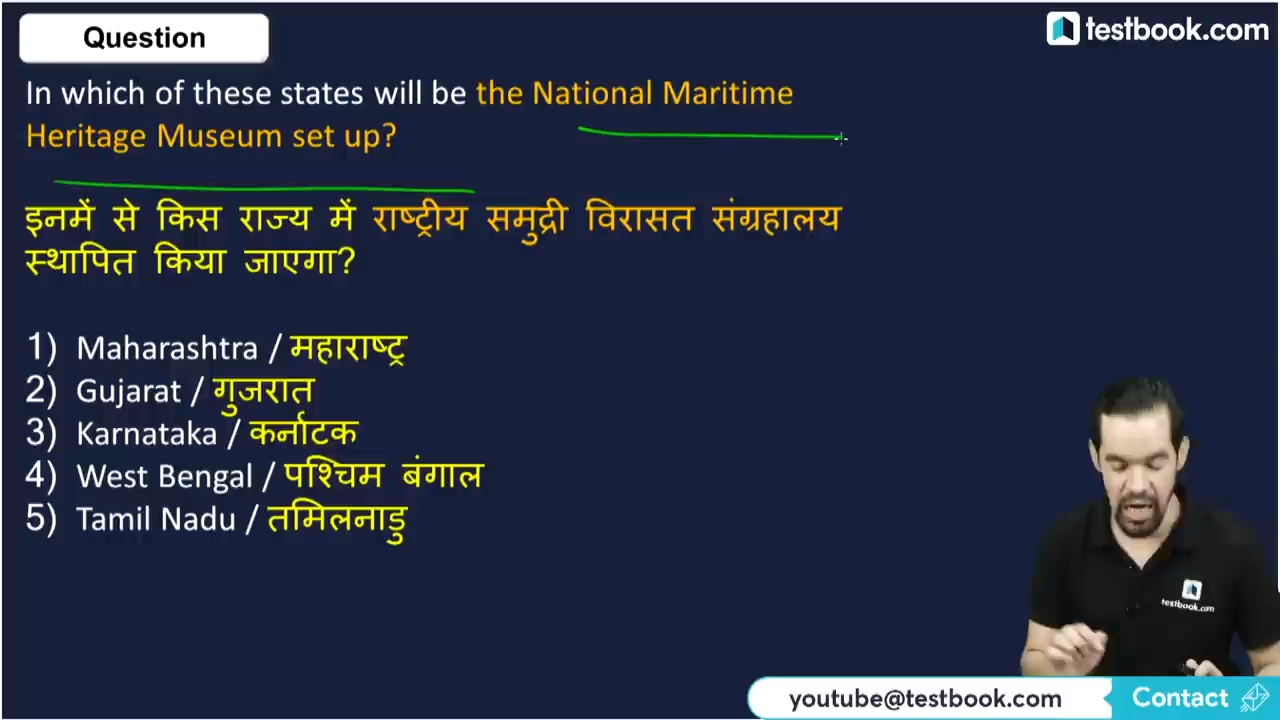 Question
testbook.com
In which of these states will be the National Maritime
Heritage Museum set up?
इनमें से किस राज्य में राष्ट्रीय समुद्री विरासत संग्रहालय
स्थापित किया जाएगा?
1) Maharashtra / महाराष्ट्र
2) Gujarat / गुजरात
3) Karnataka / कर्नाटक
4) West Bengal / पश्चिम बंगाल
5) Tamil Nadu / तमिलनाडु
testbook.com
youtube@testbook.com Contact